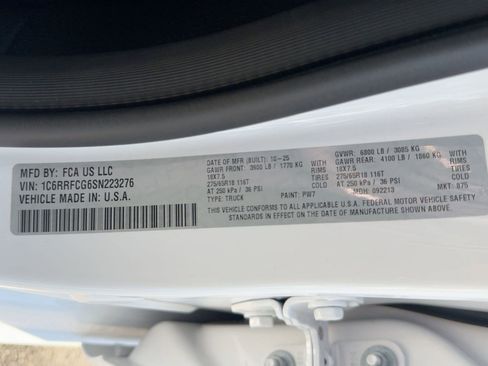 MFD BY: FCA US LLC
VIN: 1C6RRFCG6SN223276
VEHICLE MADE IN: U.S.A.
DATE OF MFR (BUILT): 10-25
GAWR FRONT: 3900 LB / 1770 KG
18X7.5 RIMS
275/65R18 116T TIRES
AT 250 kPa / 36 PSI COLD
TYPE: TRUCK PAINT: PW7
GVWR: 6800 LB / 3085 KG
GAWR REAR: 4100 LB / 1860 KG
18X7.5 RIMS
275/65R18 116T TIRES
AT 250 kPa / 36 PSI COLD
MDH: 092213 MKT: 875
THIS VEHICLE CONFORMS TO ALL APPLICABLE U.S.A. FEDERAL MOTOR VEHICLE SAFETY
STANDARDS IN EFFECT ON THE DATE OF MANUFACTURE SHOWN ABOVE.